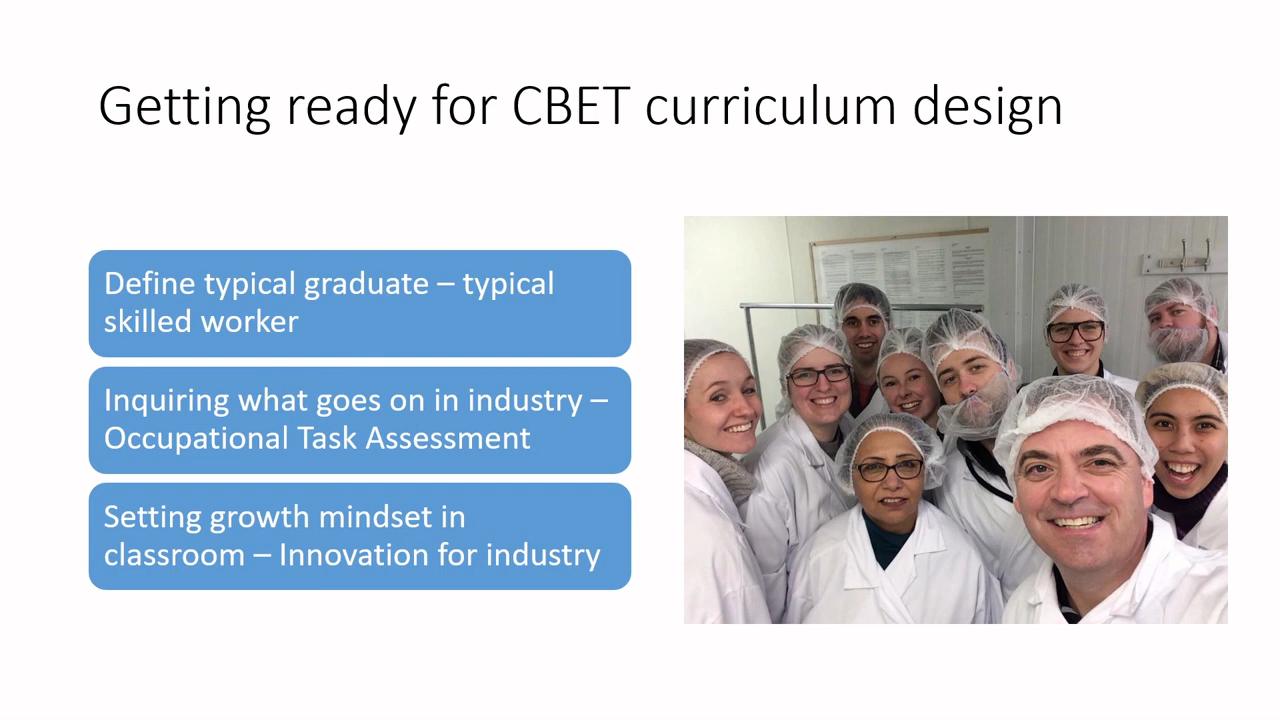 Getting ready for CBET curriculum design
Define typical graduate – typical
skilled worker
Inquiring what goes on in industry –
Occupational Task Assessment
Setting growth mindset in
classroom – Innovation for industry